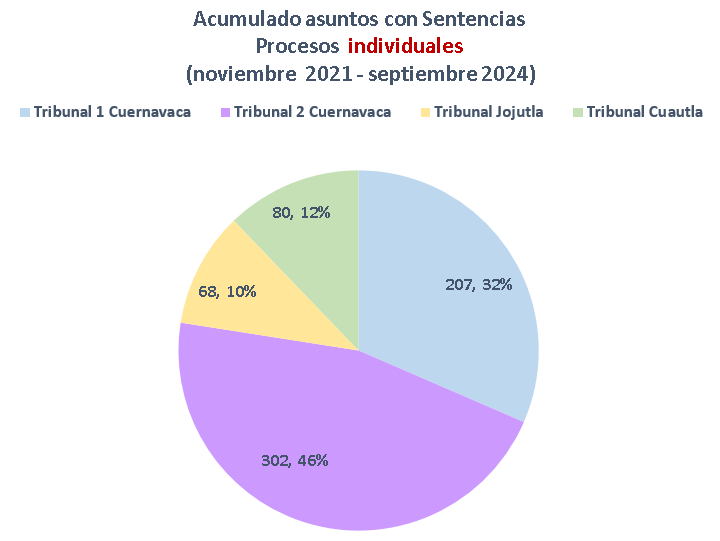 Acumulado asuntos con Sentencias
Procesos individuales
(noviembre 2021 - septiembre 2024)
Tribunal 1 Cuernavaca Tribunal 2 Cuernavaca Tribunal Jojutla Tribunal Cuautla
80, 12%
207, 32%
68, 10%
302, 46%